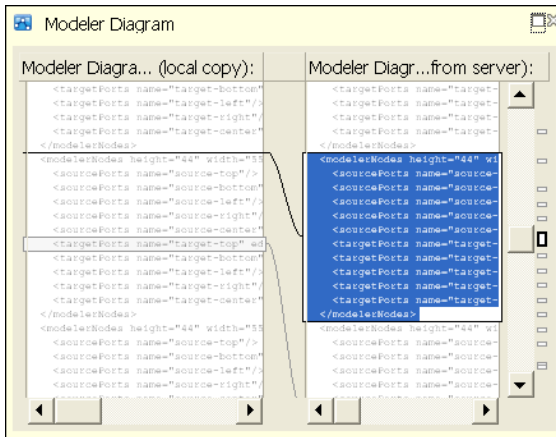 Modeler Diagram
Modeler Diagra... (local copy):
Modeler Diagr...from server):
<targetPorts name="target-bottom"
<targetPorts name="target-left"/>
<targetPorts name="target-right"/
<targetPorts name="target-center"
</modelerNodes>
<modelerNodes height="44" width="55
<sourcePorts name="source-top"/>
<sourcePorts name="source-bottom"
<sourcePorts name="source-left"/>
<sourcePorts name="source-right"/
<sourcePorts name="source-center"
<targetPorts name="target-top" ed
<targetPorts name="target-bottom"
<targetPorts name="target-left"/>
<targetPorts name="target-right"/
<targetPorts name="target-center"
</modelerNodes>
<modelerNodes height="44" width="55
<sourcePorts name="source-top"/>
<sourcePorts name="source-bottom"
<sourcePorts name="source-left"/>
<sourcePorts name="source-right"/
<targetPorts name="target-
<targetPorts name="target-
<targetPorts name="target-
<targetPorts name="target-
</modelerNodes>
<modelerNodes height="44" wi
<sourcePorts name="source-
<sourcePorts name="source-
<sourcePorts name="source-
<sourcePorts name="source-
<sourcePorts name="source-
<targetPorts name="target-
<targetPorts name="target-
<targetPorts name="target-
<targetPorts name="target-
<targetPorts name="target-
</modelerNodes>
<modelerNodes height="44" wi
<sourcePorts name="source-
<sourcePorts name="source-
<sourcePorts name="source-
<sourcePorts name="source-